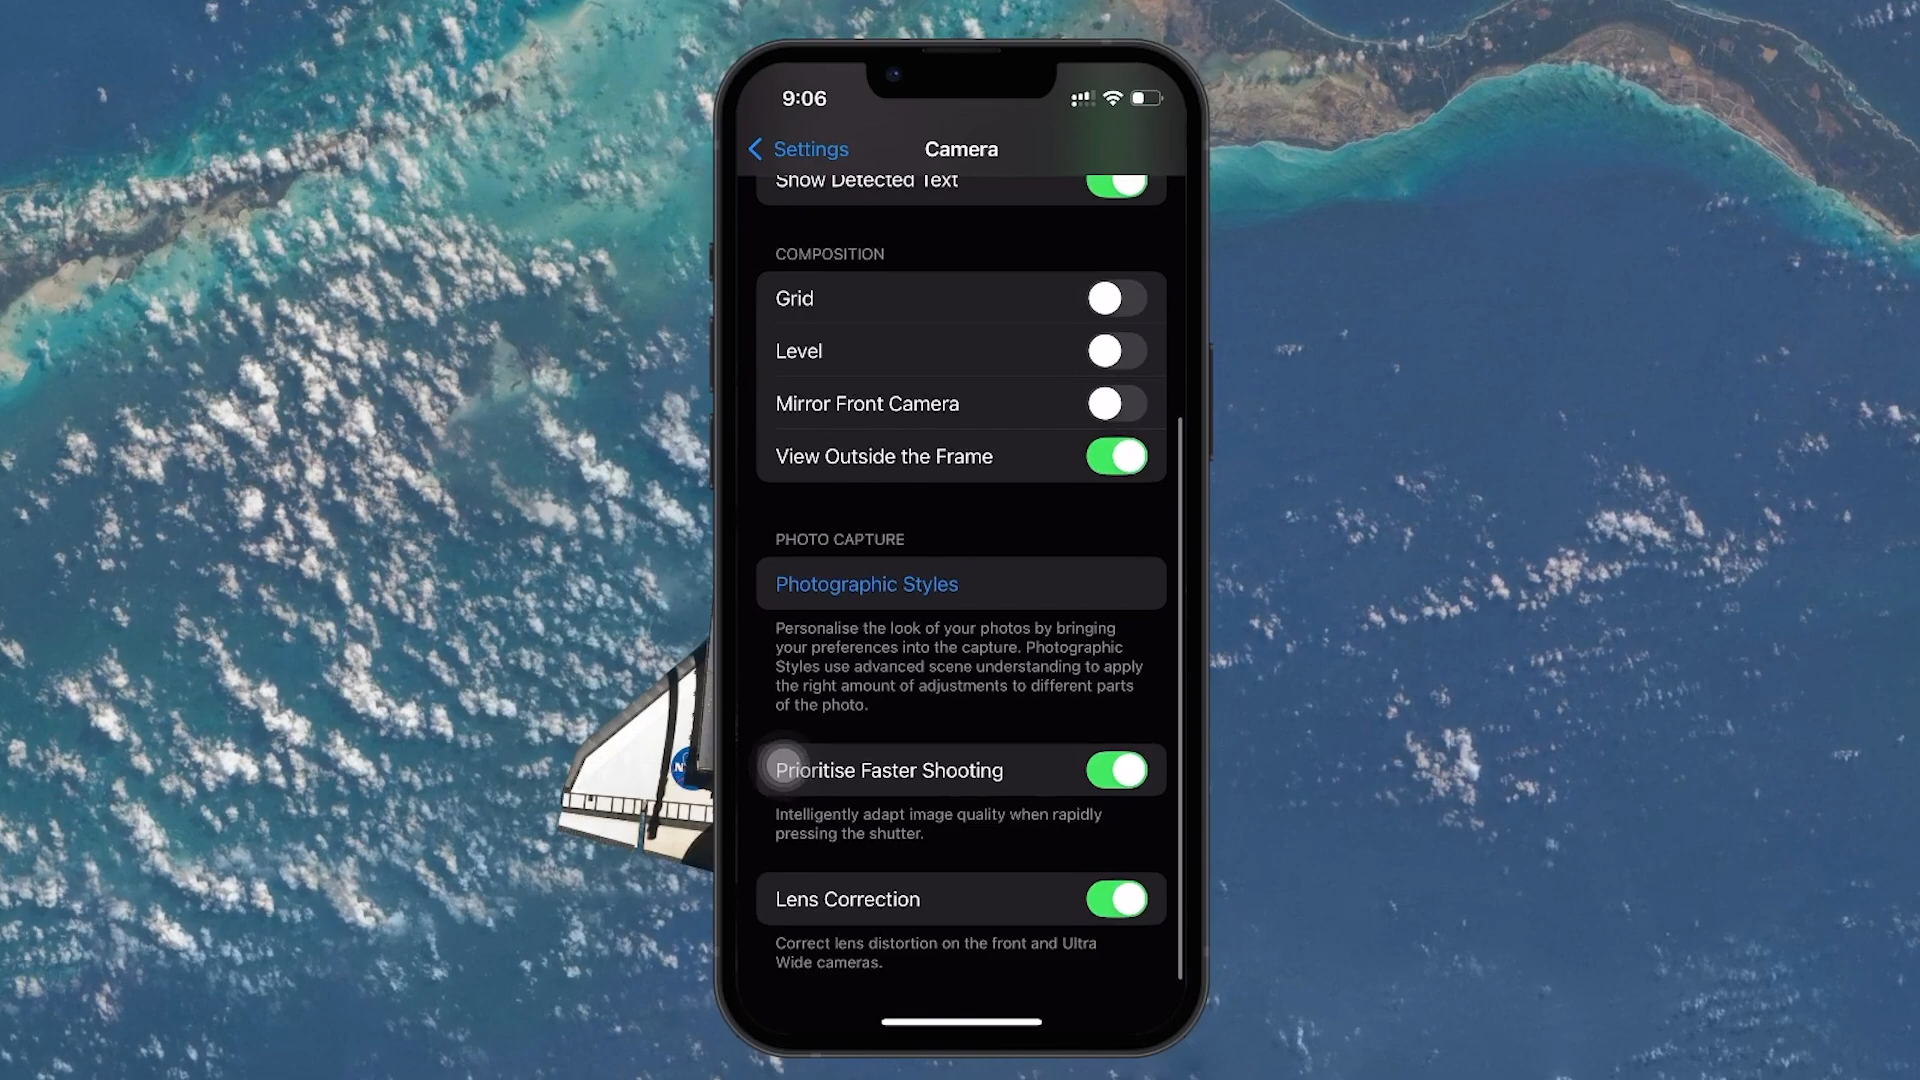 9:06
Settings
Camera
Show Detected Text
COMPOSITION
Grid
Level
Mirror Front Camera
View Outside the Frame
PHOTO CAPTURE
Photographic Styles
Personalise the look of your photos by bringing
your preferences into the capture. Photographic
Styles use advanced scene understanding to apply
the right amount of adjustments to different parts
of the photo.
Prioritise Faster Shooting
Intelligently adapt image quality when rapidly
pressing the shutter.
Lens Correction
Correct lens distortion on the front and Ultra
Wide cameras.